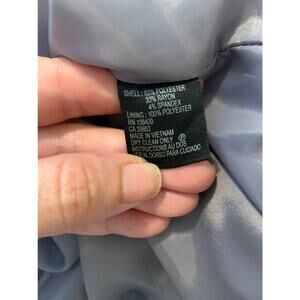 SHELL: 63% POLYESTER
33% RAYON
4% SPANDEX
LINING: 100% POLYESTER
RN 108409
CA 39863
MADE IN VIETNAM
DRY CLEAN ONLY Ⓟ
INSTRUCTIONS AU DOS
AL DORSO PARA CUIDADO